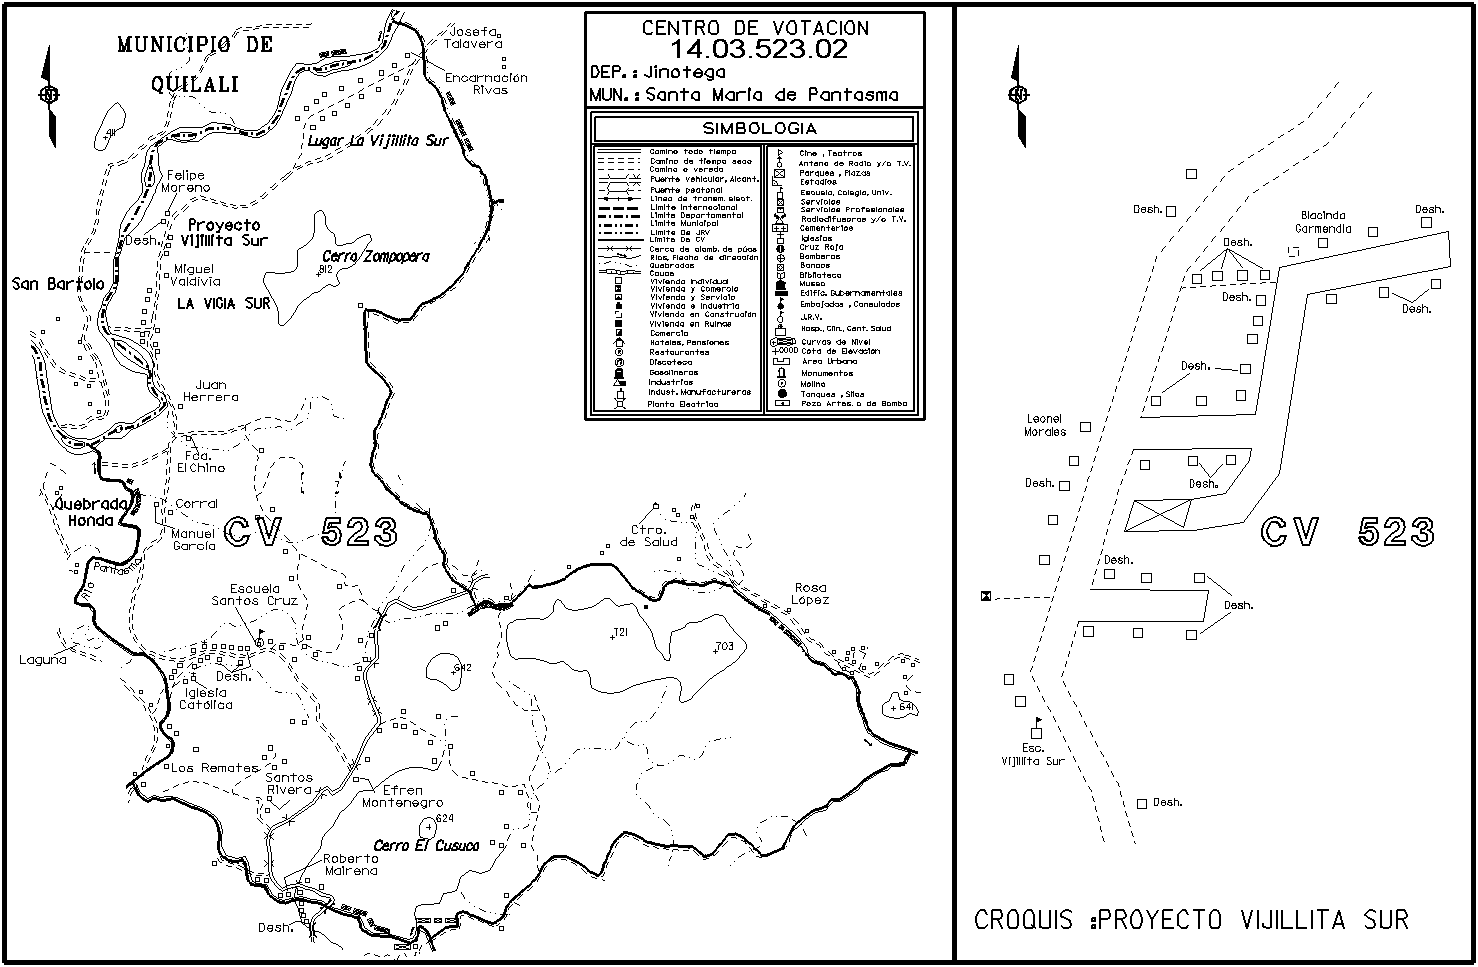 MUNICIPIO DE
QUILALI
Josefa
Talavera
Encarnación
Rivas
Lugar La Vijillita Sur
411
Felipe
Moreno
Proyecto
Vijillita Sur
Desh.
Miguel
Valdivia
San Bartolo
LA VIGIA SUR
Cerro Zompopera
912
Juan
Herrera
Fca.
El Chino
Quebrada
Honda
Corral
Manuel
García
CV 523
Río Pantasma
Escuela
Santos Cruz
Laguna
Desh.
Iglesia
Católica
Los Remates
Santos
Rivera
Efren
Montenegro
624
Cerro El Cusuco
Roberto
Mairena
Desh.
Ctro.
de Salud
Rosa
López
721
703
642
641
CENTRO DE VOTACION
14.03.523.02
DEP.: Jinotega
MUN.: Santa María de Pantasma
SIMBOLOGIA
Camino todo tiempo
Camino de tiempo seco
Camino o vereda
Puente vehicular, Alcant.
Puente peatonal
Línea de transm. elect.
Límite Internacional
Límite Departamental
Límite Municipal
Límite De JRV
Límite De CV
Cerca de alamb. de púas
Ríos, Flecha de dirección
Quebradas
Cauce
Vivienda Individual
Vivienda y Comercio
Vivienda y Servicio
Vivienda e Industria
Vivienda en Construcción
Vivienda en Ruinas
Comercio
Hoteles, Pensiones
Restaurantes
Discoteca
Gasolineras
Industrias
Indust. Manufactureras
Planta Electrica
Cine, Teatros
Antena de Radio y/o T.V.
Parques, Plazas
Estadios
Escuela, Colegio, Univ.
Servicios
Servicios Profesionales
Radiodifusoras y/o T.V.
Cementerios
Iglesias
Cruz Roja
Bomberos
Bancos
Biblioteca
Museo
Edific. Gubernamentales
Embajadas, Consulados
J.R.V.
Hosp., Clin., Cent. Salud
Curvas de Nivel
Cota de Elevacion
Area Urbana
Monumentos
Molino
Tanques, Silos
Pozo Artes. o de Bomba
Desh.
Blacinda
Garmendia
Desh.
Desh.
Desh.
Desh.
Desh.
Leonel
Morales
Desh.
Desh.
CV 523
Desh.
Desh.
Esc.
Vijillita Sur
Desh.
CROQUIS :PROYECTO VIJILLITA SUR